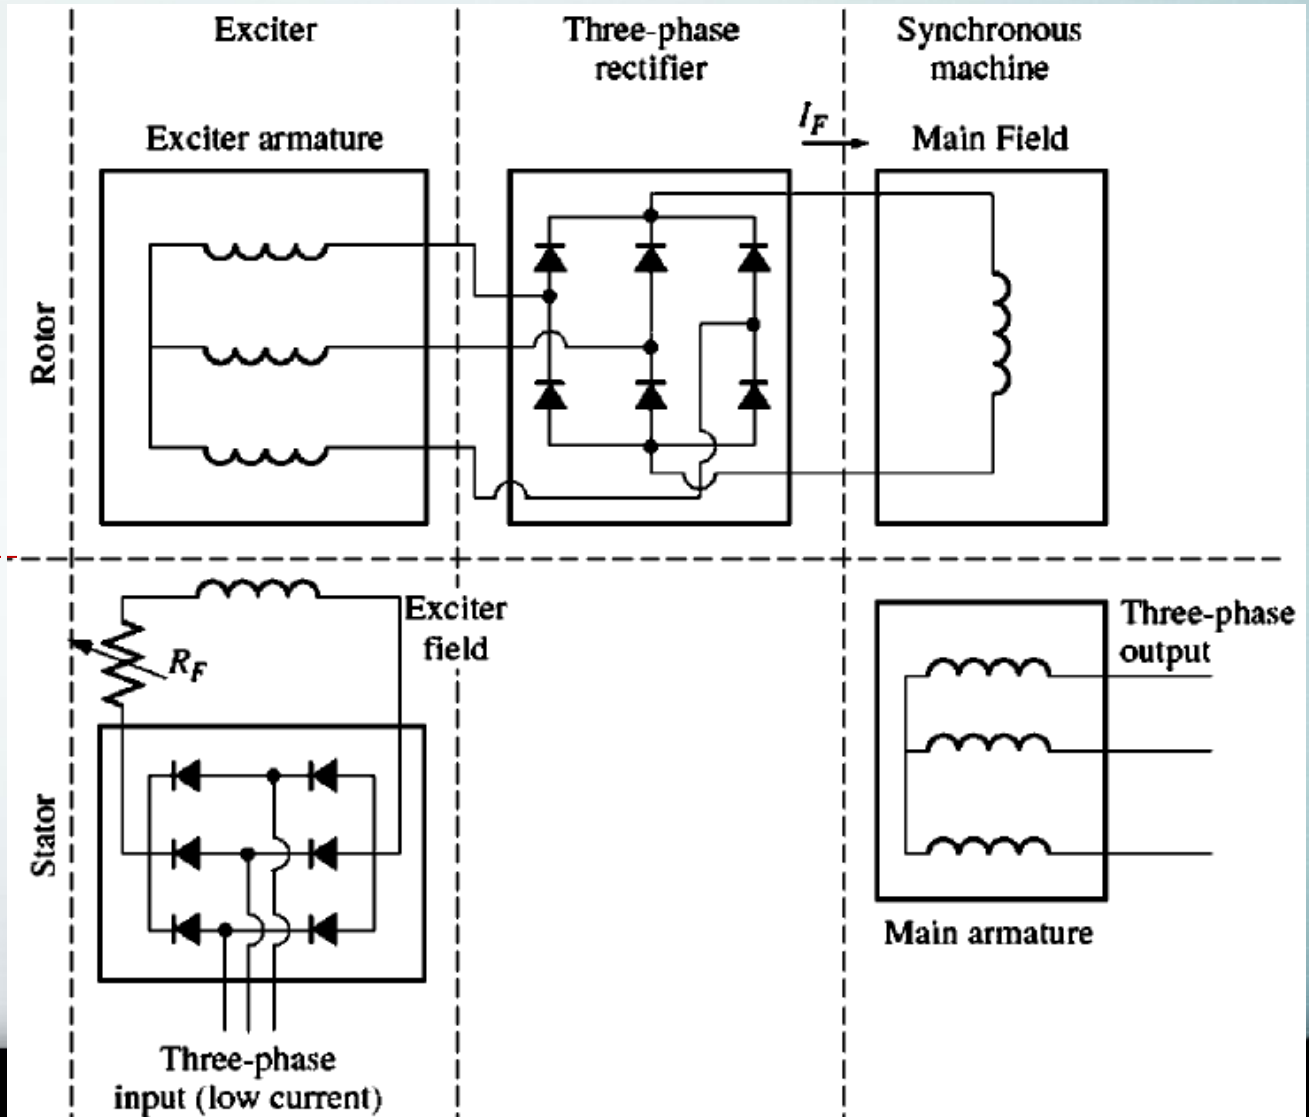 Exciter
Three-phase
rectifier
Synchronous
machine
Exciter armature
I_F
Main Field
Rotor
Exciter
field
R_F
Three-phase
output
Stator
Main armature
Three-phase
input (low current)